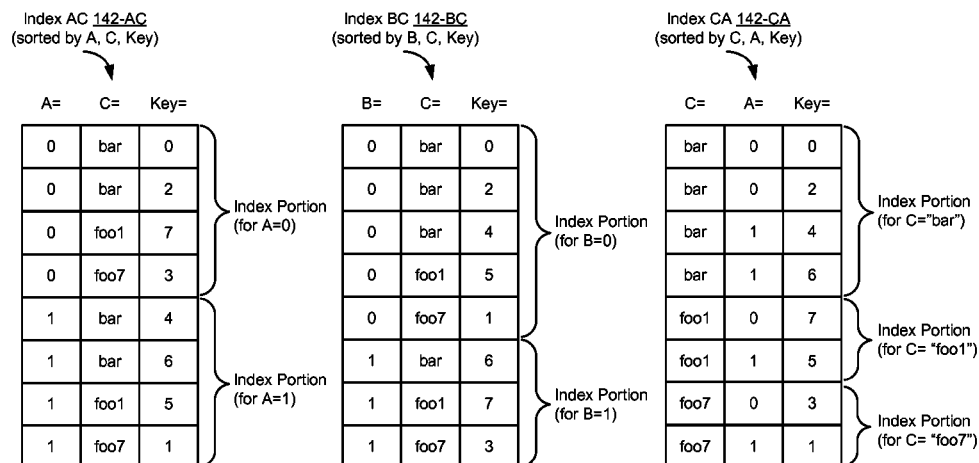 Index AC 142-AC
(sorted by A, C, Key)
Index BC 142-BC
(sorted by B, C, Key)
Index CA 142-CA
(sorted by C, A, Key)
A= C= Key=
0 bar 0
0 bar 2
0 foo1 7
0 foo7 3
1 bar 4
1 bar 6
1 foo1 5
1 foo7 1
Index Portion
(for A=0)
Index Portion
(for A=1)
B= C= Key=
0 bar 0
0 bar 2
0 bar 4
0 foo1 5
0 foo7 1
1 bar 6
1 foo1 7
1 foo7 3
Index Portion
(for B=0)
Index Portion
(for B=1)
C= A= Key=
bar 0 0
bar 0 2
bar 1 4
bar 1 6
foo1 0 7
foo1 1 5
foo7 0 3
foo7 1 1
Index Portion
(for C="bar")
Index Portion
(for C= "foo1")
Index Portion
(for C= "foo7")